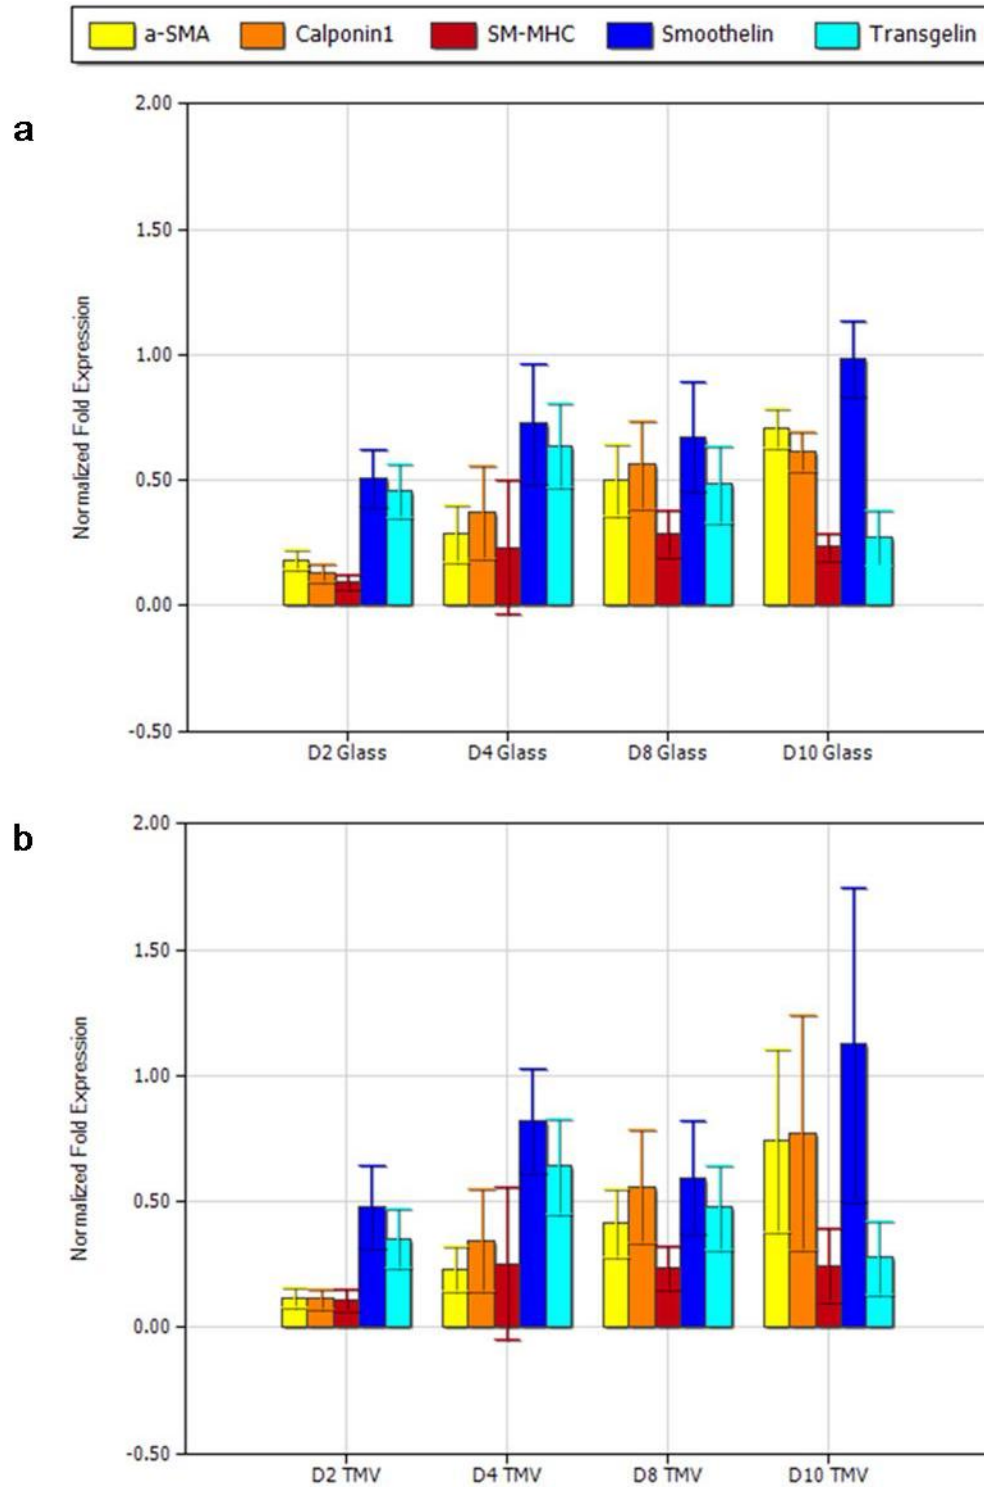 a-SMA Calponin1 SM-MHC Smoothelin Transgelin
a
2.00
1.50
1.00
0.50
0.00
-0.50
Normalized Fold Expression
D2 Glass D4 Glass D8 Glass D10 Glass
b
2.00
1.50
1.00
0.50
0.00
-0.50
Normalized Fold Expression
D2 TMV D4 TMV D8 TMV D10 TMV